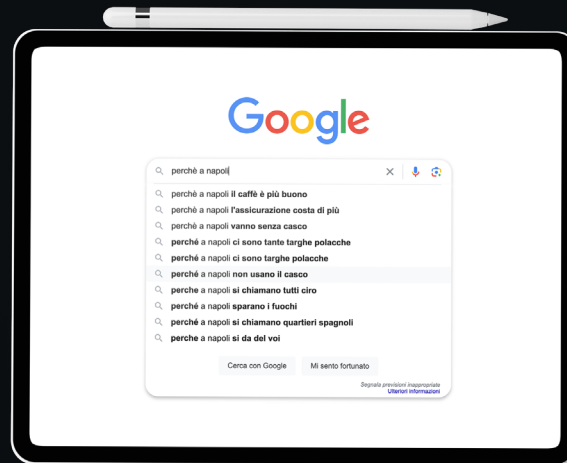 Google
perchè a napoli
perchè a napoli il caffè è più buono
perchè a napoli l'assicurazione costa di più
perchè a napoli vanno senza casco
perché a napoli ci sono tante targhe polacche
perché a napoli ci sono targhe polacche
perché a napoli non usano il casco
perché a napoli si chiamano tutti ciro
perché a napoli sparano i fuochi
perché a napoli si chiamano quartieri spagnoli
perche a napoli si da del voi
Cerca con Google Mi sento fortunato
Segnala previsioni inappropriate
Ulteriori informazioni